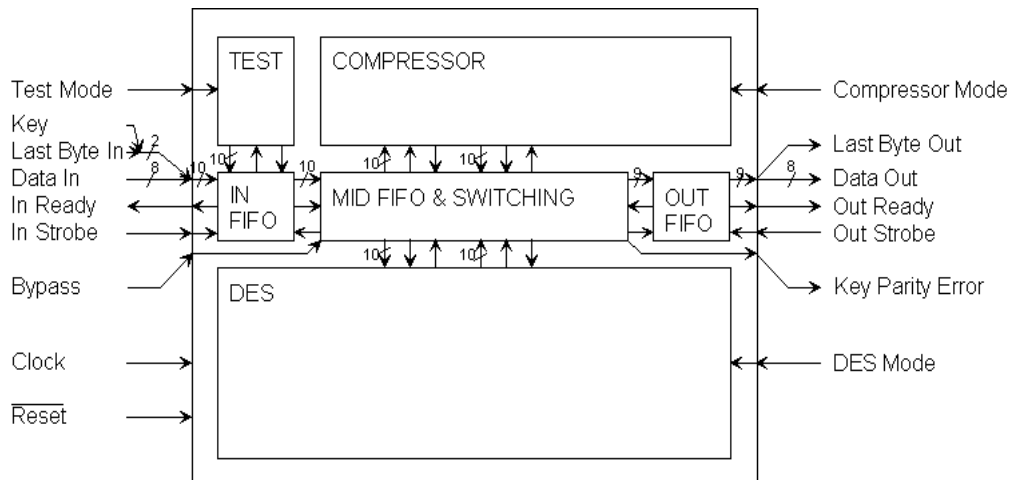 TEST
COMPRESSOR
Test Mode
Compressor Mode
Key
Last Byte In
2
10
10
10
Last Byte Out
Data In
8
10
10
9
9
8
Data Out
IN FIFO
MID FIFO & SWITCHING
OUT FIFO
In Ready
Out Ready
In Strobe
Out Strobe
10
10
Bypass
Key Parity Error
DES
Clock
DES Mode
Reset